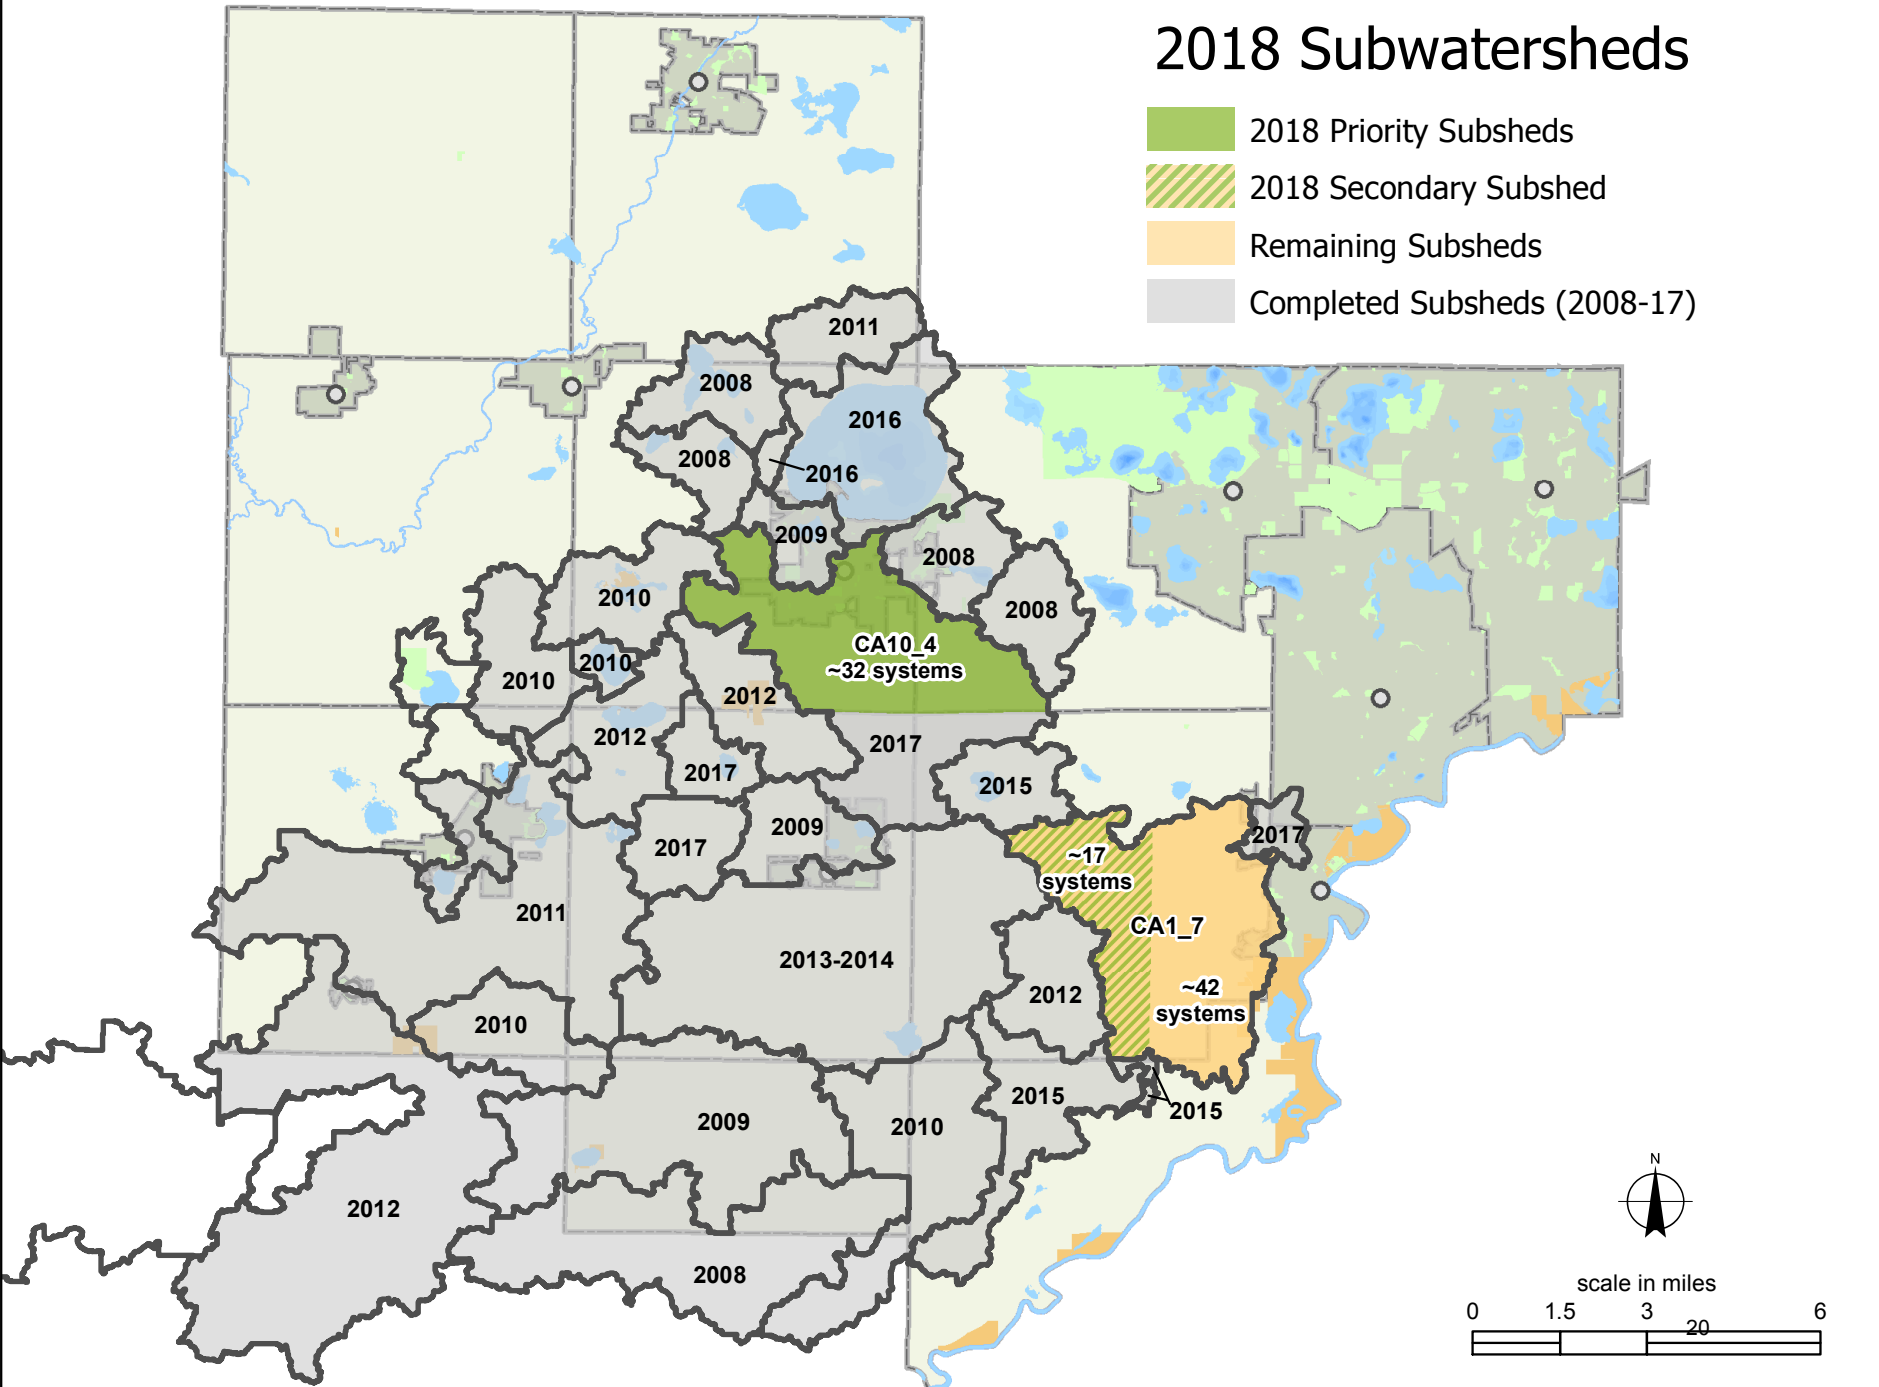 2018 Subwatersheds
2018 Priority Subsheds
2018 Secondary Subshed
Remaining Subsheds
Completed Subsheds (2008-17)
2011
2008
2016
2008
2016
2009
2008
2010
2008
CA10_4
~32 systems
2010
2010
2012
2012
2017
2017
2015
2009
2017
2017
~17
systems
2011
CA1_7
2013-2014
2012
~42
systems
2010
2015
2015
2009
2010
2012
2008
N
scale in miles
0 1.5 3 6
20